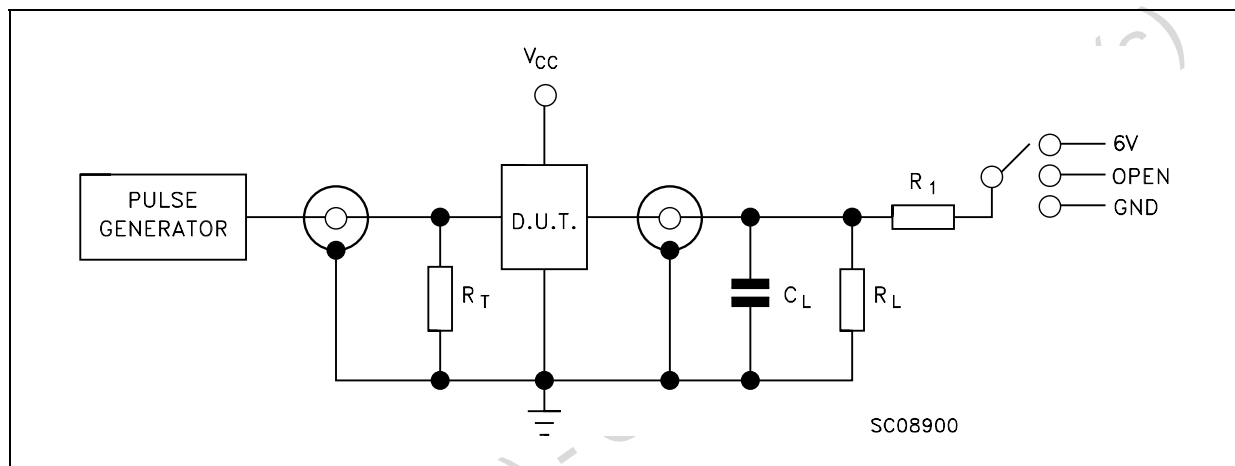 VCC
PULSE
GENERATOR
D.U.T.
RT
CL
RL
R1
6V
OPEN
GND
SC08900